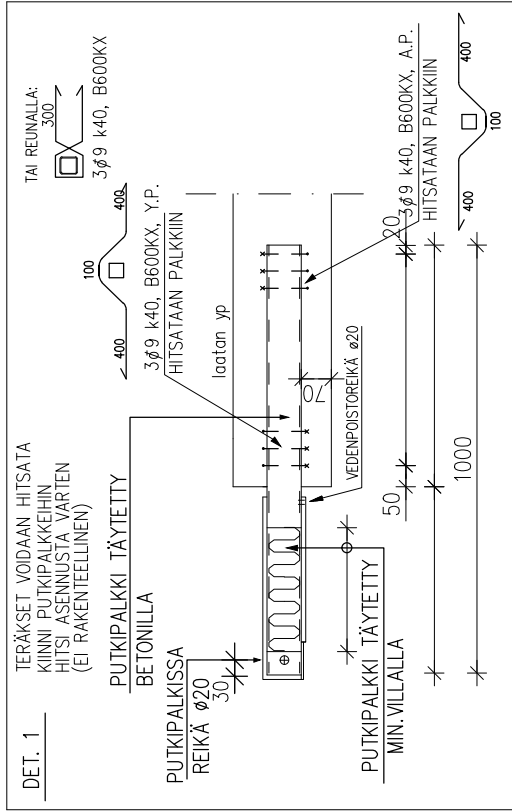 DET. 1
TERÄKSET VOIDAAN HITSATA
KIINNI PUTKIPALKKEIHIN
HITSI ASENNUSTA VARTEN
(EI RAKENTEELLINEN)
TAI REUNALLA:
300
3ø9 k40, B600KX
100
400
400
3ø9 k40, B600KX, Y.P.
HITSATAAN PALKKIIN
PUTKIPALKKI TÄYTETTY
BETONILLA
laatan yp
PUTKIPALKISSA
REIKÄ ø20
30
70
VEDENPOISTOREIKÄ ø20
PUTKIPALKKI TÄYTETTY
MIN.VILLALLA
50
20
3ø9 k40, B600KX, A.P.
HITSATAAN PALKKIIN
1000
400
100
400